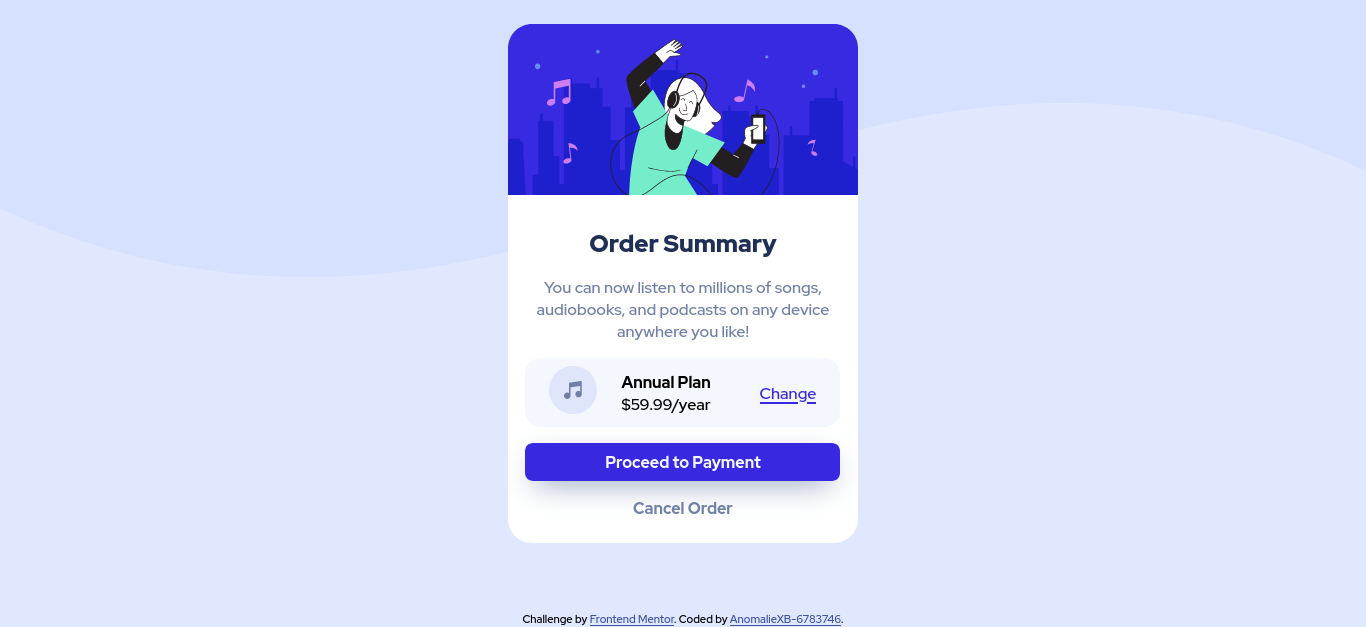 Order Summary
You can now listen to millions of songs,
audiobooks, and podcasts on any device
anywhere you like!
Annual Plan
$59.99/year
Change
Proceed to Payment
Cancel Order
Challenge by Frontend Mentor. Coded by AnomalieXB-6783746.